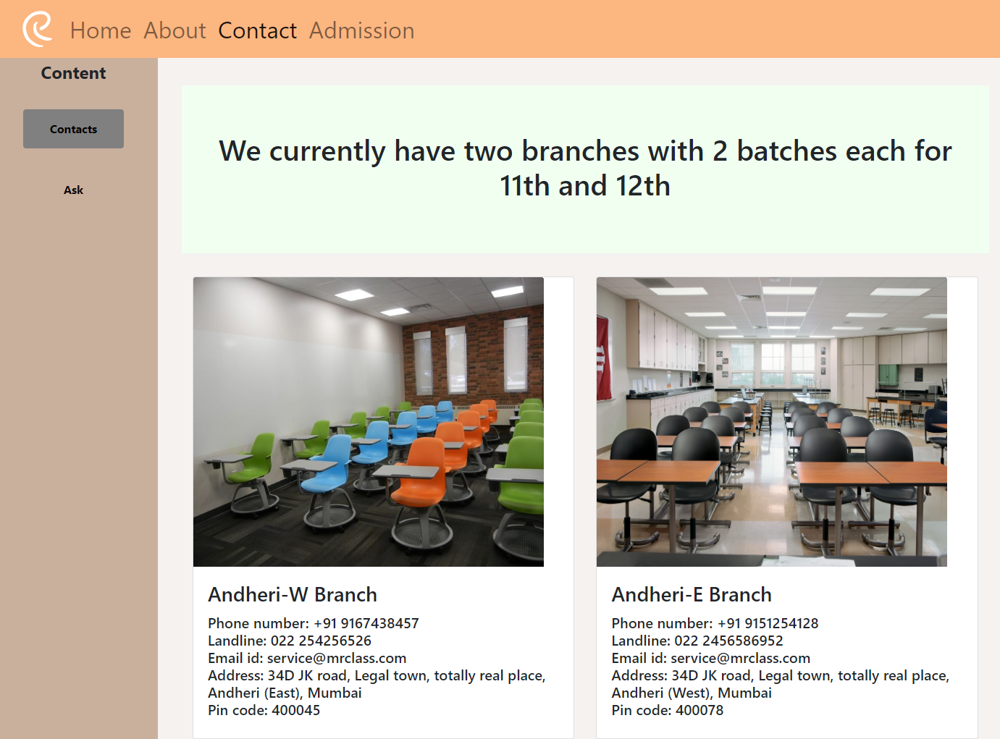 Home About Contact Admission
Content
Contacts
Ask
We currently have two branches with 2 batches each for
11th and 12th
Andheri-W Branch
Phone number: +91 9167438457
Landline: 022 254256526
Email id: service@mrclass.com
Address: 34D JK road, Legal town, totally real place,
Andheri (East), Mumbai
Pin code: 400045
Andheri-E Branch
Phone number: +91 9151254128
Landline: 022 2456586952
Email id: service@mrclass.com
Address: 34D JK road, Legal town, totally real place,
Andheri (West), Mumbai
Pin code: 400078